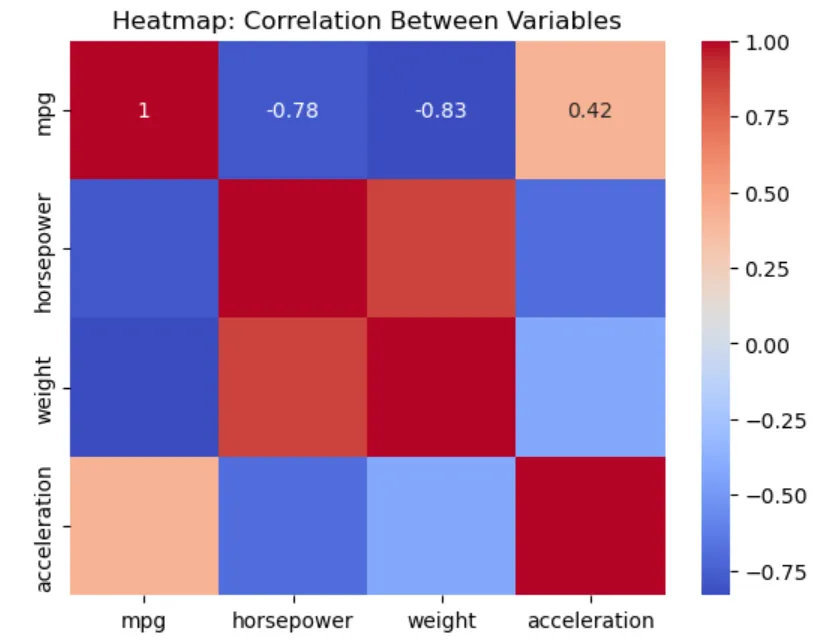 Heatmap: Correlation Between Variables
mpg
1 -0.78 -0.83 0.42
horsepower
weight
acceleration
mpg horsepower weight acceleration
1.00
0.75
0.50
0.25
0.00
−0.25
−0.50
−0.75